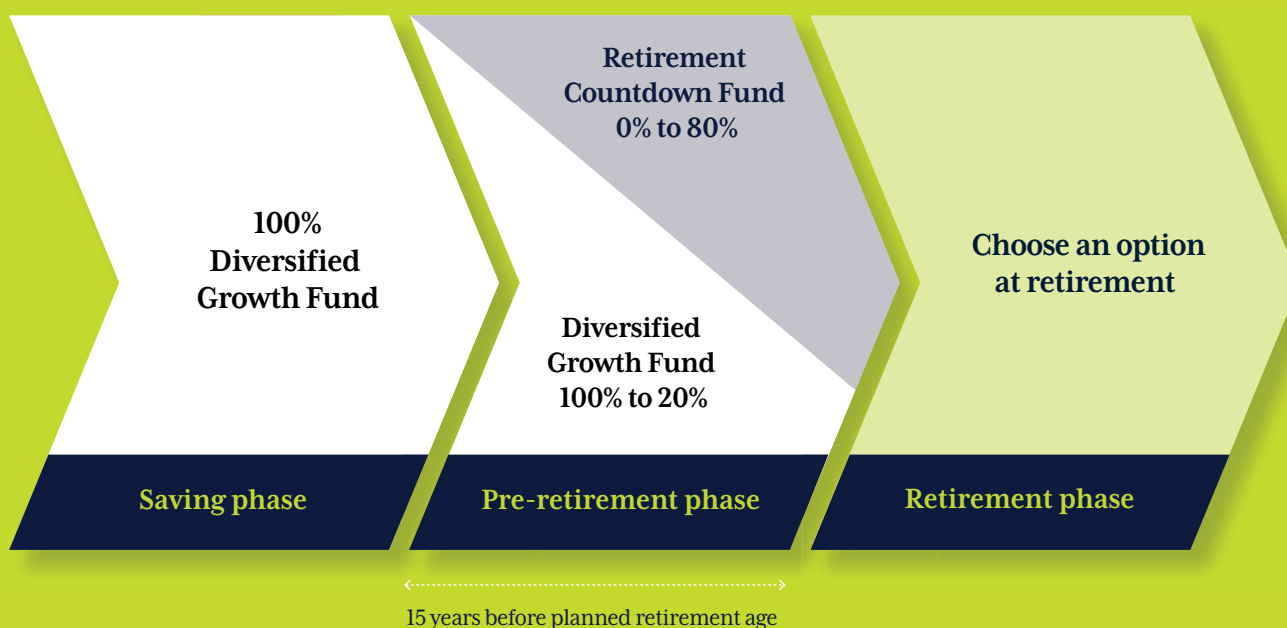 100%
Diversified
Growth Fund
Saving phase
Retirement
Countdown Fund
0% to 80%
Diversified
Growth Fund
100% to 20%
Pre-retirement phase
15 years before planned retirement age
Choose an option
at retirement
Retirement phase